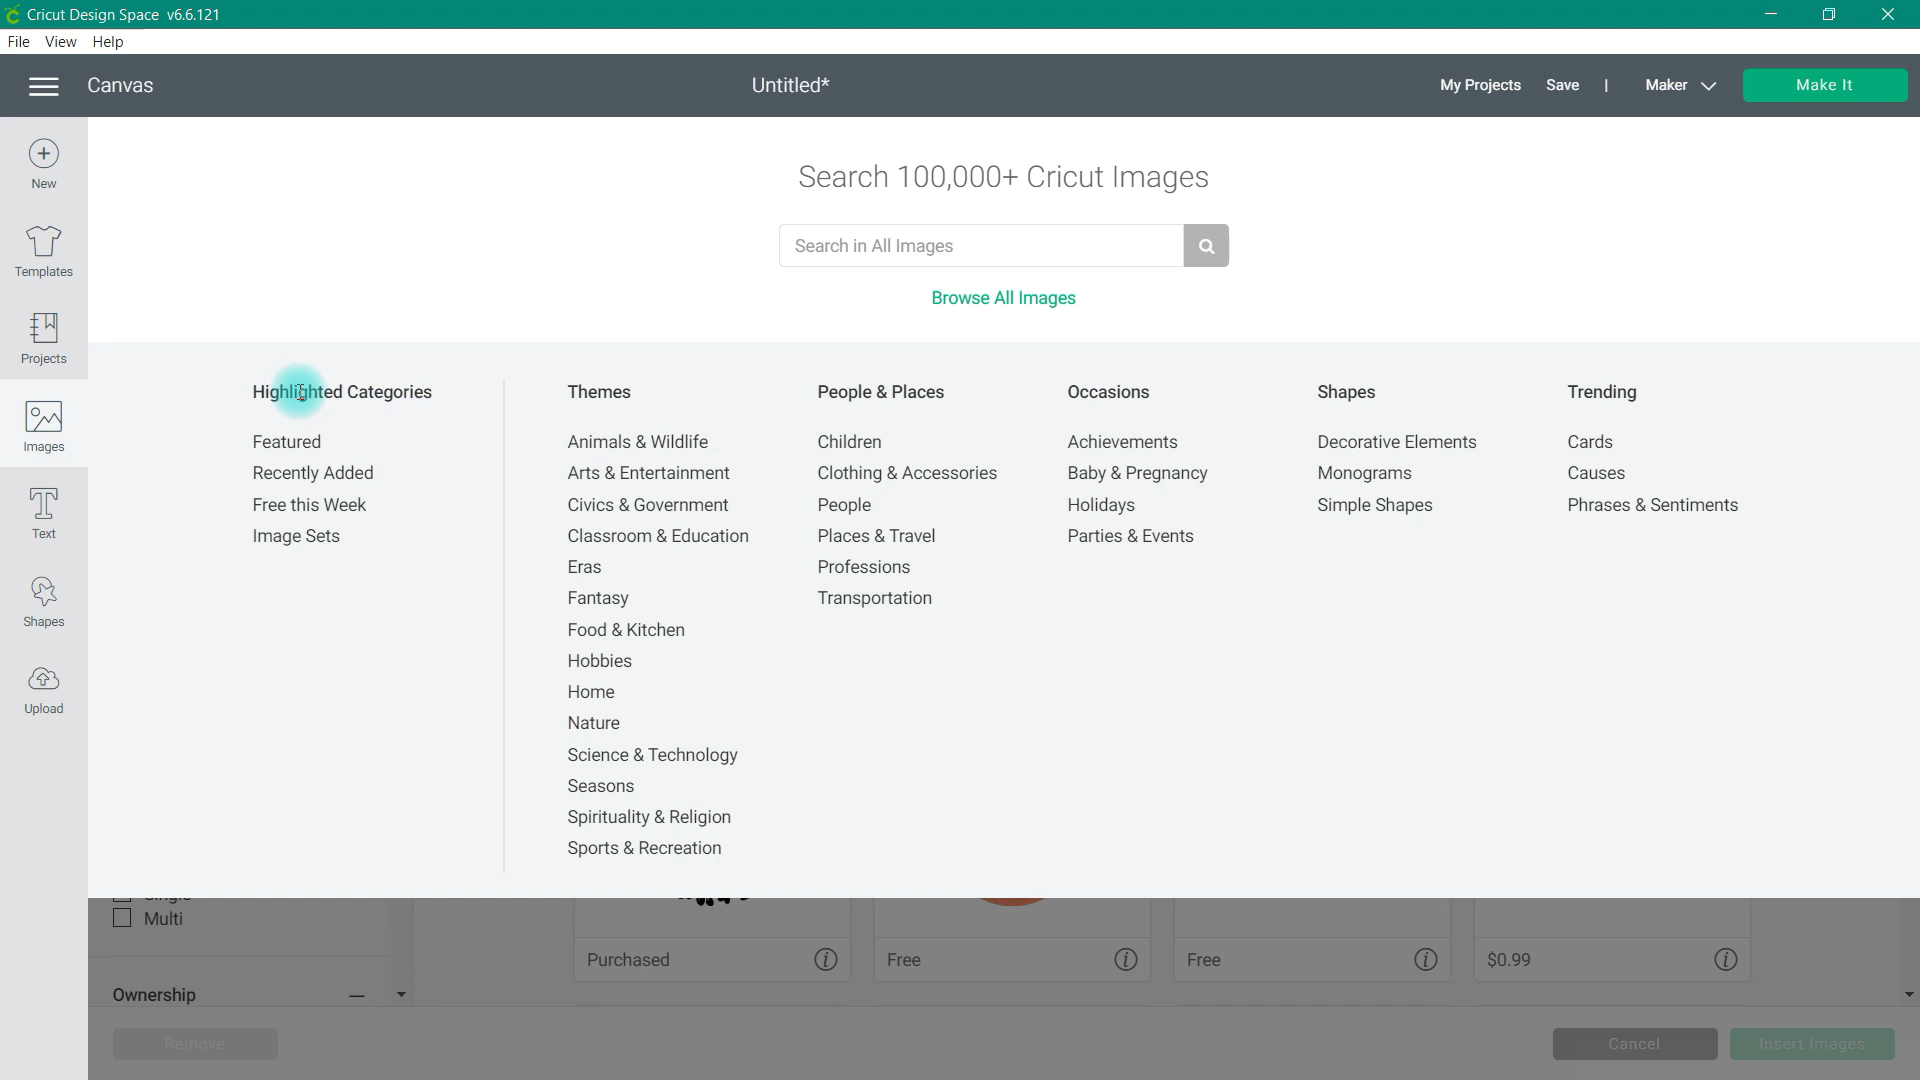 Cricut Design Space v6.6.121
File View Help
Canvas
Untitled*
My Projects Save | Maker
Make It
New
Templates
Projects
Images
Text
Shapes
Upload
Search 100,000+ Cricut Images
Search in All Images
Browse All Images
Highlighted Categories
Featured
Recently Added
Free this Week
Image Sets
Themes
Animals & Wildlife
Arts & Entertainment
Civics & Government
Classroom & Education
Eras
Fantasy
Food & Kitchen
Hobbies
Home
Nature
Science & Technology
Seasons
Spirituality & Religion
Sports & Recreation
People & Places
Children
Clothing & Accessories
People
Places & Travel
Professions
Transportation
Occasions
Achievements
Baby & Pregnancy
Holidays
Parties & Events
Shapes
Decorative Elements
Monograms
Simple Shapes
Trending
Cards
Causes
Phrases & Sentiments
Single
Multi
Ownership
Purchased
Free
Free
$0.99
Remove
Cancel
Insert Images